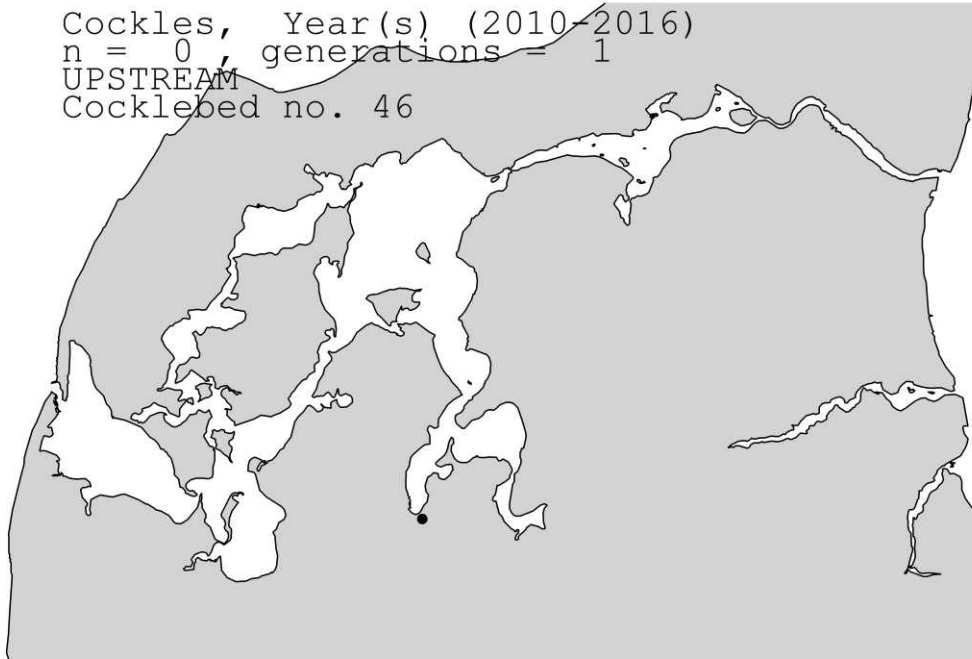 Cockles, Year(s) (2010-2016)
n = 0 , generations = 1
UPSTREAM
Cocklebed no. 46